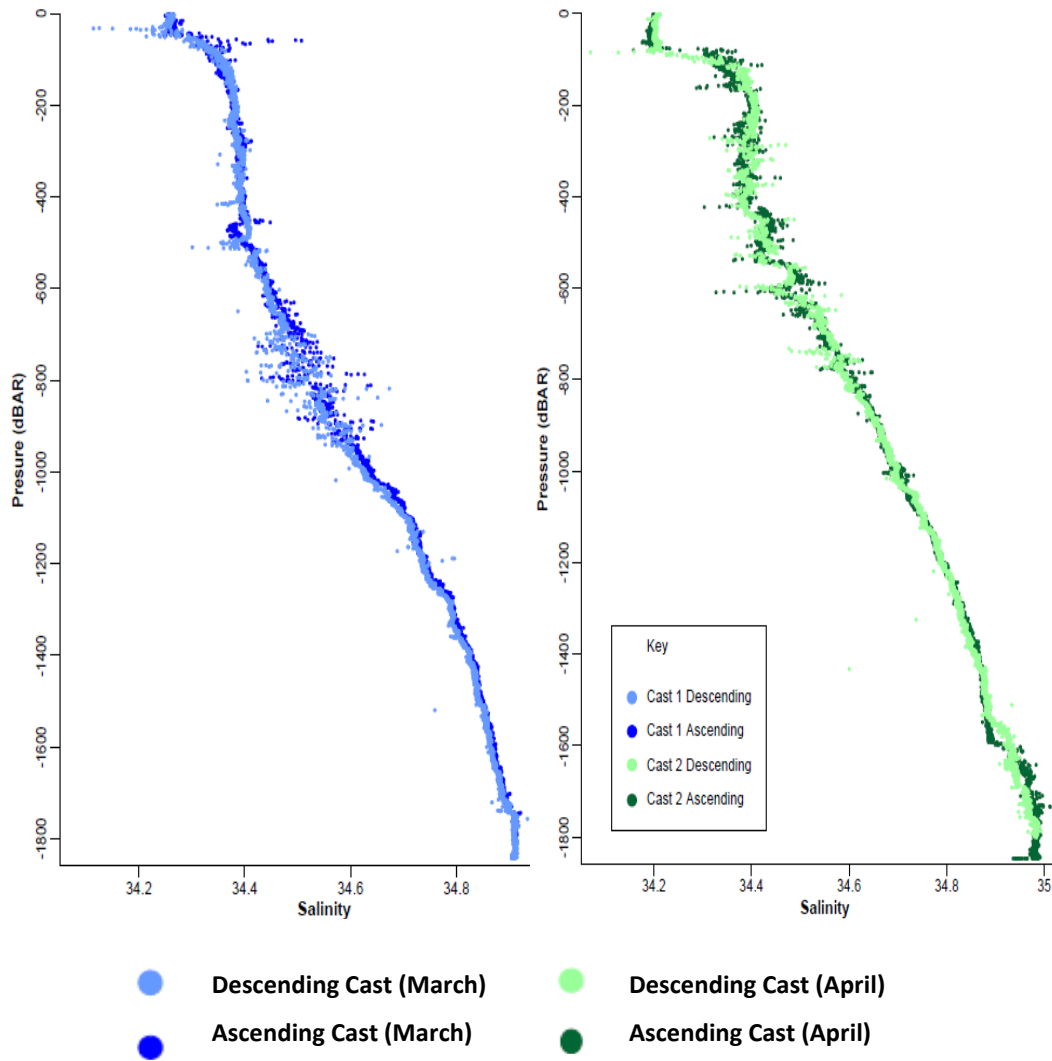 0
-200
-400
-600
-800
-1000
-1200
-1400
-1600
-1800
Pressure (dBAR)
34.2 34.4 34.6 34.8
Salinity
0
-200
-400
-600
-800
-1000
-1200
-1400
-1600
-1800
Pressure (dBAR)
34.2 34.4 34.6 34.8 35
Salinity
Key
Cast 1 Descending
Cast 1 Ascending
Cast 2 Descending
Cast 2 Ascending
Descending Cast (March) Descending Cast (April)
Ascending Cast (March) Ascending Cast (April)